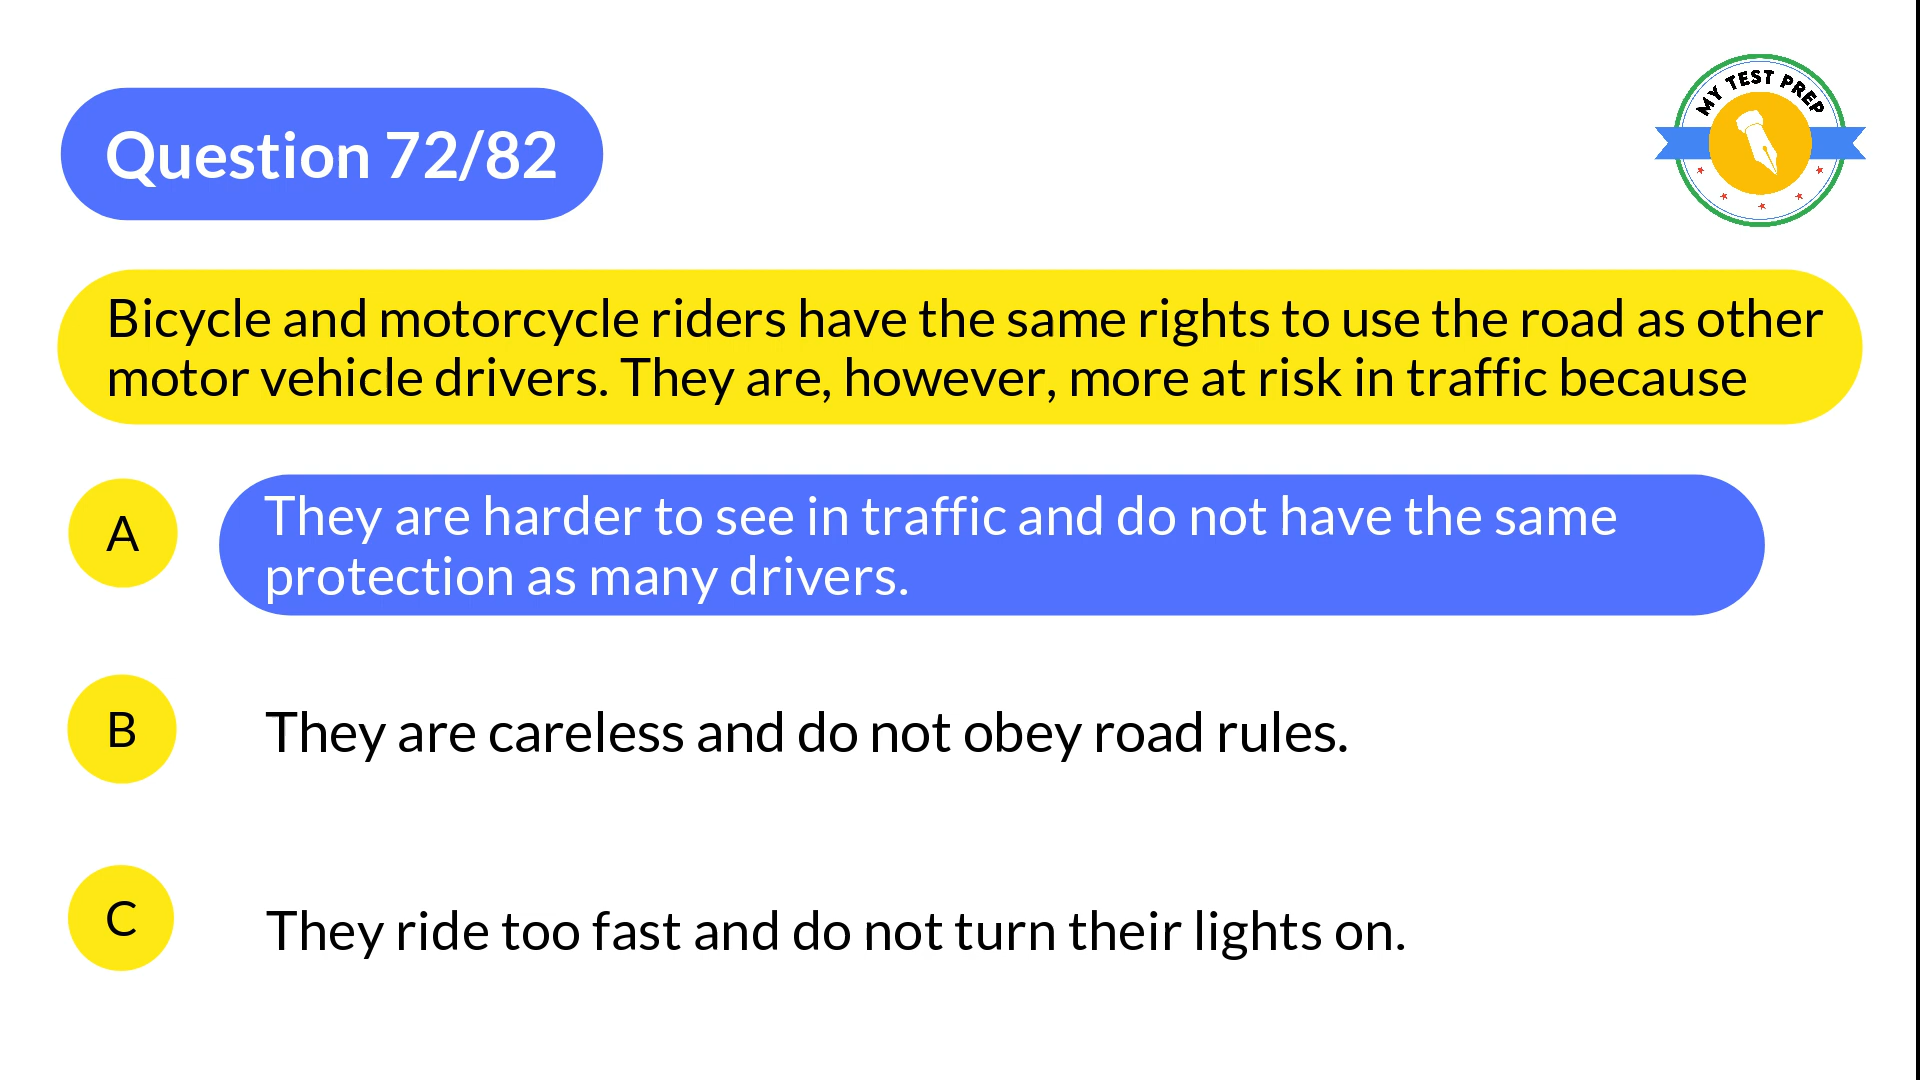 MY TEST PREP
Question 72/82
Bicycle and motorcycle riders have the same rights to use the road as other
motor vehicle drivers. They are, however, more at risk in traffic because
A
They are harder to see in traffic and do not have the same
protection as many drivers.
B
They are careless and do not obey road rules.
C
They ride too fast and do not turn their lights on.